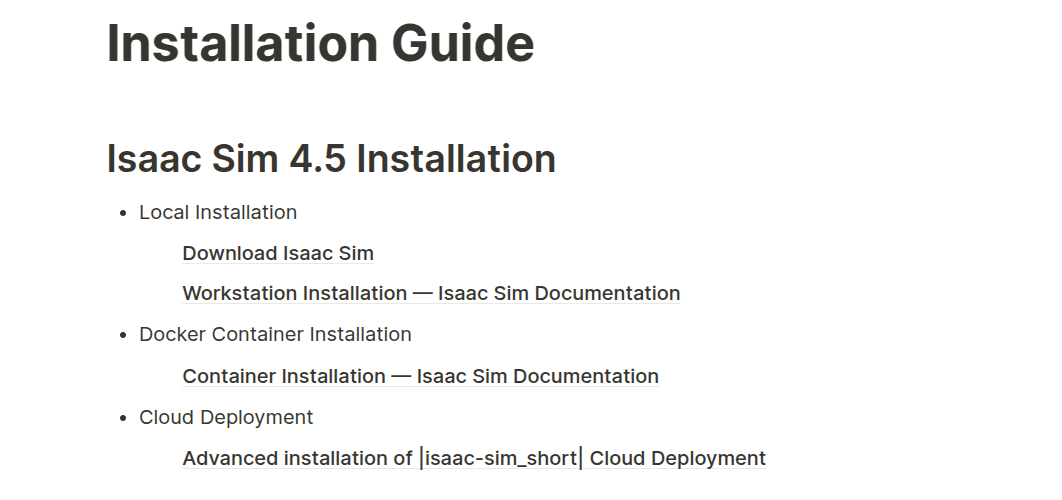 Installation Guide
Isaac Sim 4.5 Installation
• Local Installation
Download Isaac Sim
Workstation Installation — Isaac Sim Documentation
• Docker Container Installation
Container Installation — Isaac Sim Documentation
• Cloud Deployment
Advanced installation of |isaac-sim_short| Cloud Deployment